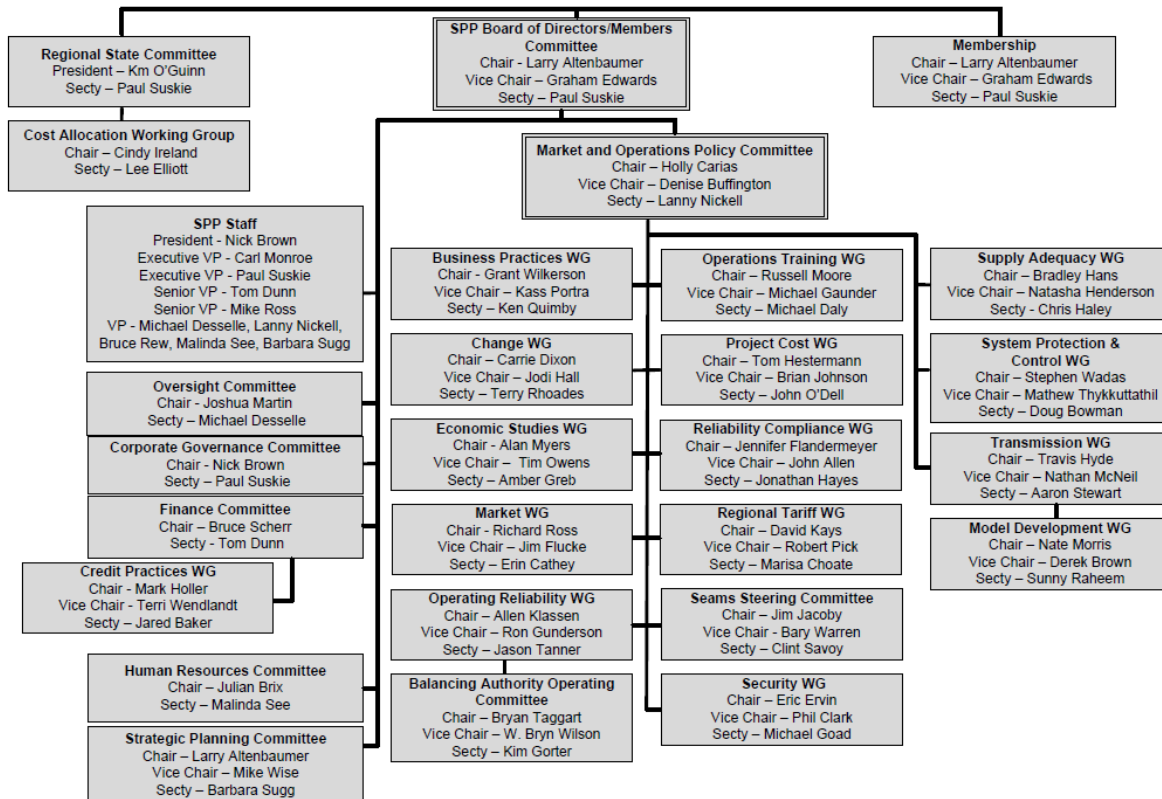 SPP Board of Directors/Members
Committee
Chair - Larry Altenbaumer
Vice Chair – Graham Edwards
Secty – Paul Suskie
Regional State Committee
President – Km O'Guinn
Secty – Paul Suskie
Membership
Chair – Larry Altenbaumer
Vice Chair – Graham Edwards
Secty – Paul Suskie
Cost Allocation Working Group
Chair – Cindy Ireland
Secty – Lee Elliott
Market and Operations Policy Committee
Chair – Holly Carias
Vice Chair – Denise Buffington
Secty – Lanny Nickell
SPP Staff
President - Nick Brown
Executive VP - Carl Monroe
Executive VP - Paul Suskie
Senior VP - Tom Dunn
Senior VP - Mike Ross
VP - Michael Desselle, Lanny Nickell,
Bruce Rew, Malinda See, Barbara Sugg
Oversight Committee
Chair - Joshua Martin
Secty – Michael Desselle
Corporate Governance Committee
Chair - Nick Brown
Secty – Paul Suskie
Finance Committee
Chair – Bruce Scherr
Secty - Tom Dunn
Credit Practices WG
Chair - Mark Holler
Vice Chair - Terri Wendlandt
Secty – Jared Baker
Human Resources Committee
Chair – Julian Brix
Secty – Malinda See
Strategic Planning Committee
Chair – Larry Altenbaumer
Vice Chair – Mike Wise
Secty – Barbara Sugg
Business Practices WG
Chair - Grant Wilkerson
Vice Chair – Kass Portra
Secty – Ken Quimby
Change WG
Chair – Carrie Dixon
Vice Chair – Jodi Hall
Secty – Terry Rhoades
Economic Studies WG
Chair - Alan Myers
Vice Chair – Tim Owens
Secty – Amber Greb
Market WG
Chair - Richard Ross
Vice Chair – Jim Flucke
Secty – Erin Cathey
Operating Reliability WG
Chair – Allen Klassen
Vice Chair – Ron Gunderson
Secty – Jason Tanner
Balancing Authority Operating
Committee
Chair – Bryan Taggart
Vice Chair – W. Bryn Wilson
Secty – Kim Gorter
Operations Training WG
Chair – Russell Moore
Vice Chair – Michael Gaunder
Secty – Michael Daly
Project Cost WG
Chair – Tom Hestermann
Vice Chair – Brian Johnson
Secty – John O'Dell
Reliability Compliance WG
Chair – Jennifer Flandermeyer
Vice Chair – John Allen
Secty – Jonathan Hayes
Regional Tariff WG
Chair – David Kays
Vice Chair – Robert Pick
Secty – Marisa Choate
Seams Steering Committee
Chair – Jim Jacoby
Vice Chair - Bary Warren
Secty – Clint Savoy
Security WG
Chair – Eric Ervin
Vice Chair – Phil Clark
Secty – Michael Goad
Supply Adequacy WG
Chair – Bradley Hans
Vice Chair – Natasha Henderson
Secty - Chris Haley
System Protection &
Control WG
Chair – Stephen Wadas
Vice Chair – Mathew Thykkuttathil
Secty – Doug Bowman
Transmission WG
Chair – Travis Hyde
Vice Chair – Nathan McNeil
Secty – Aaron Stewart
Model Development WG
Chair – Nate Morris
Vice Chair – Derek Brown
Secty – Sunny Raheem